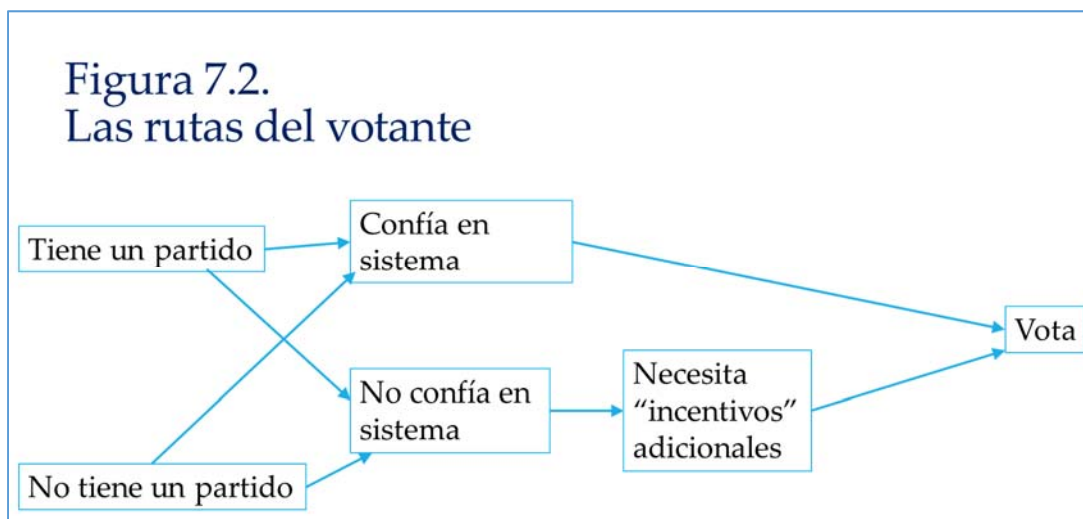 Figura 7.2.
Las rutas del votante
Tiene un partido
Confía en
sistema
Vota
No confía en
sistema
Necesita
“incentivos”
adicionales
No tiene un partido